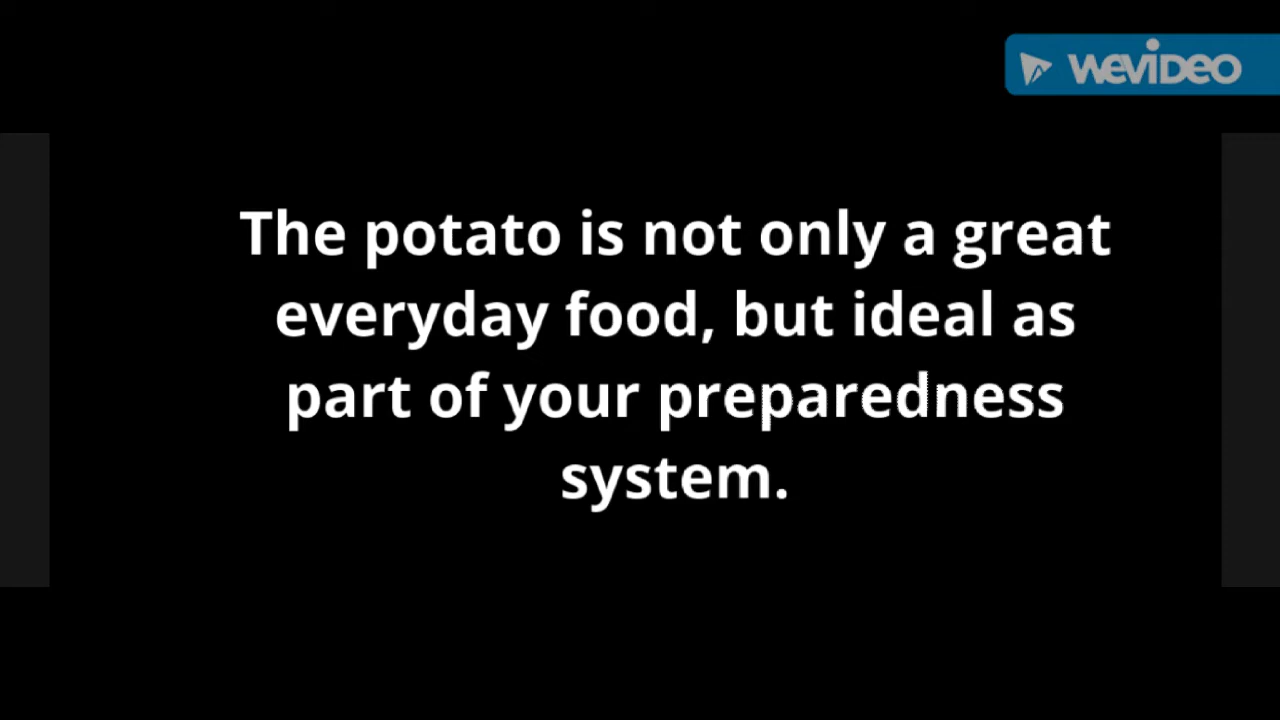 WEVIDEO
The potato is not only a great
everyday food, but ideal as
part of your preparedness
system.